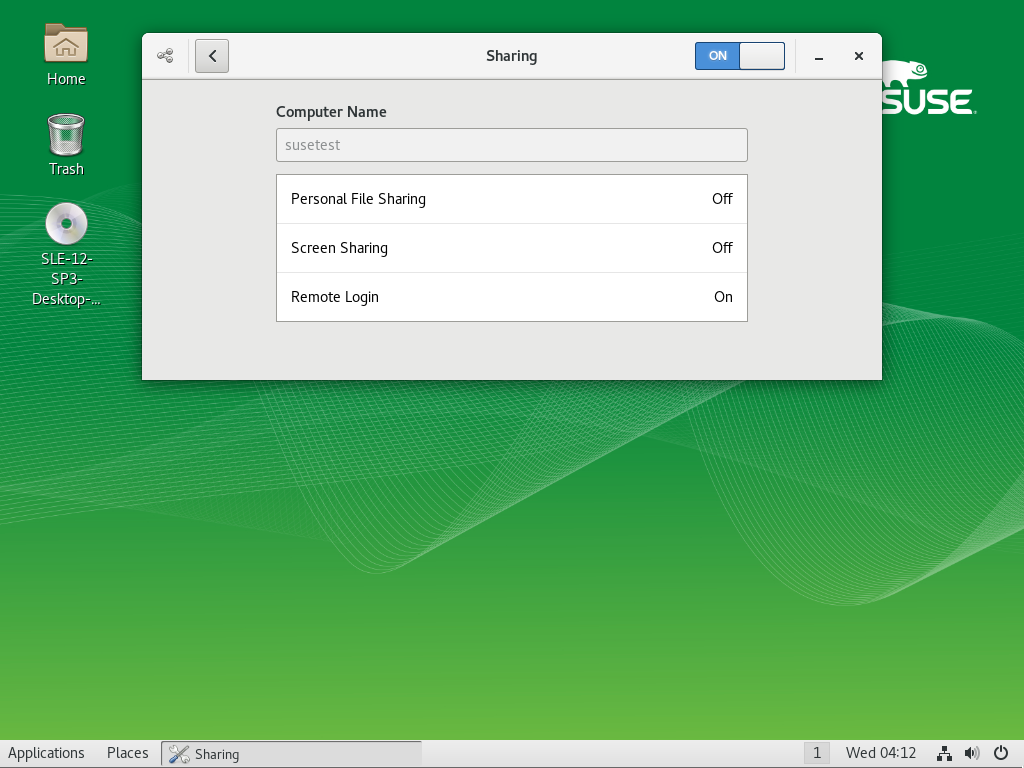 Home
Trash
SLE-12-
SP3-
Desktop-...
Sharing
ON
SUSE
Computer Name
susetest
Personal File Sharing Off
Screen Sharing Off
Remote Login On
Applications Places Sharing 1 Wed 04:12